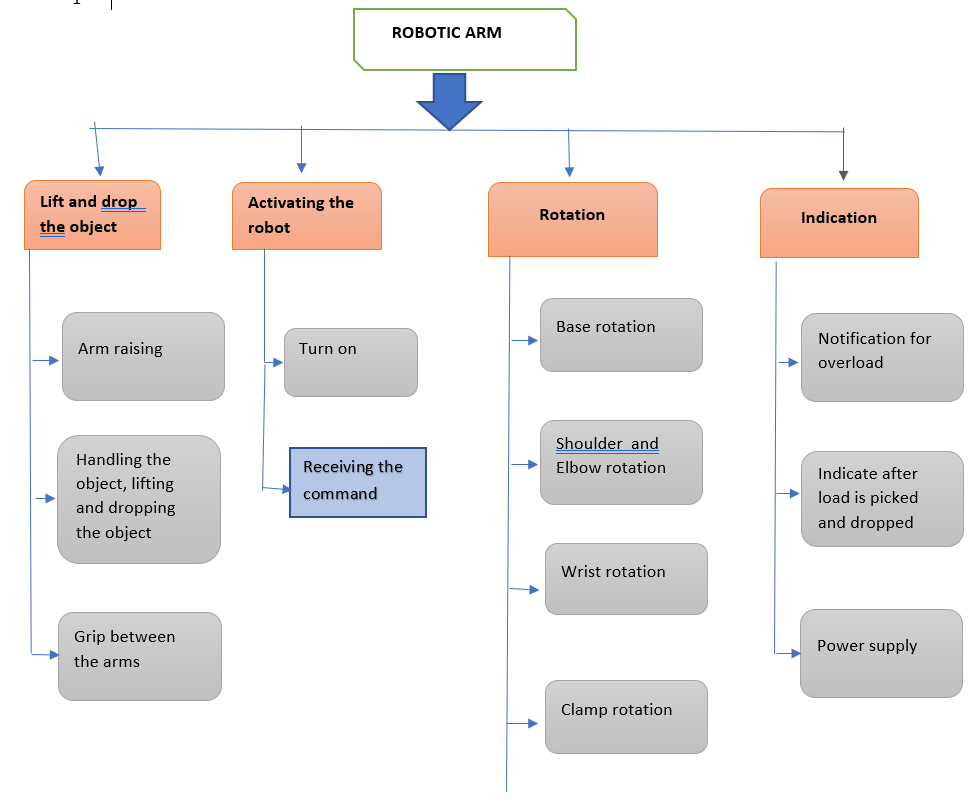 ROBOTIC ARM
Lift and drop
the object
Activating the
robot
Rotation
Indication
Arm raising
Handling the
object, lifting
and dropping
the object
Grip between
the arms
Turn on
Receiving the
command
Base rotation
Shoulder and
Elbow rotation
Wrist rotation
Clamp rotation
Notification for
overload
Indicate after
load is picked
and dropped
Power supply